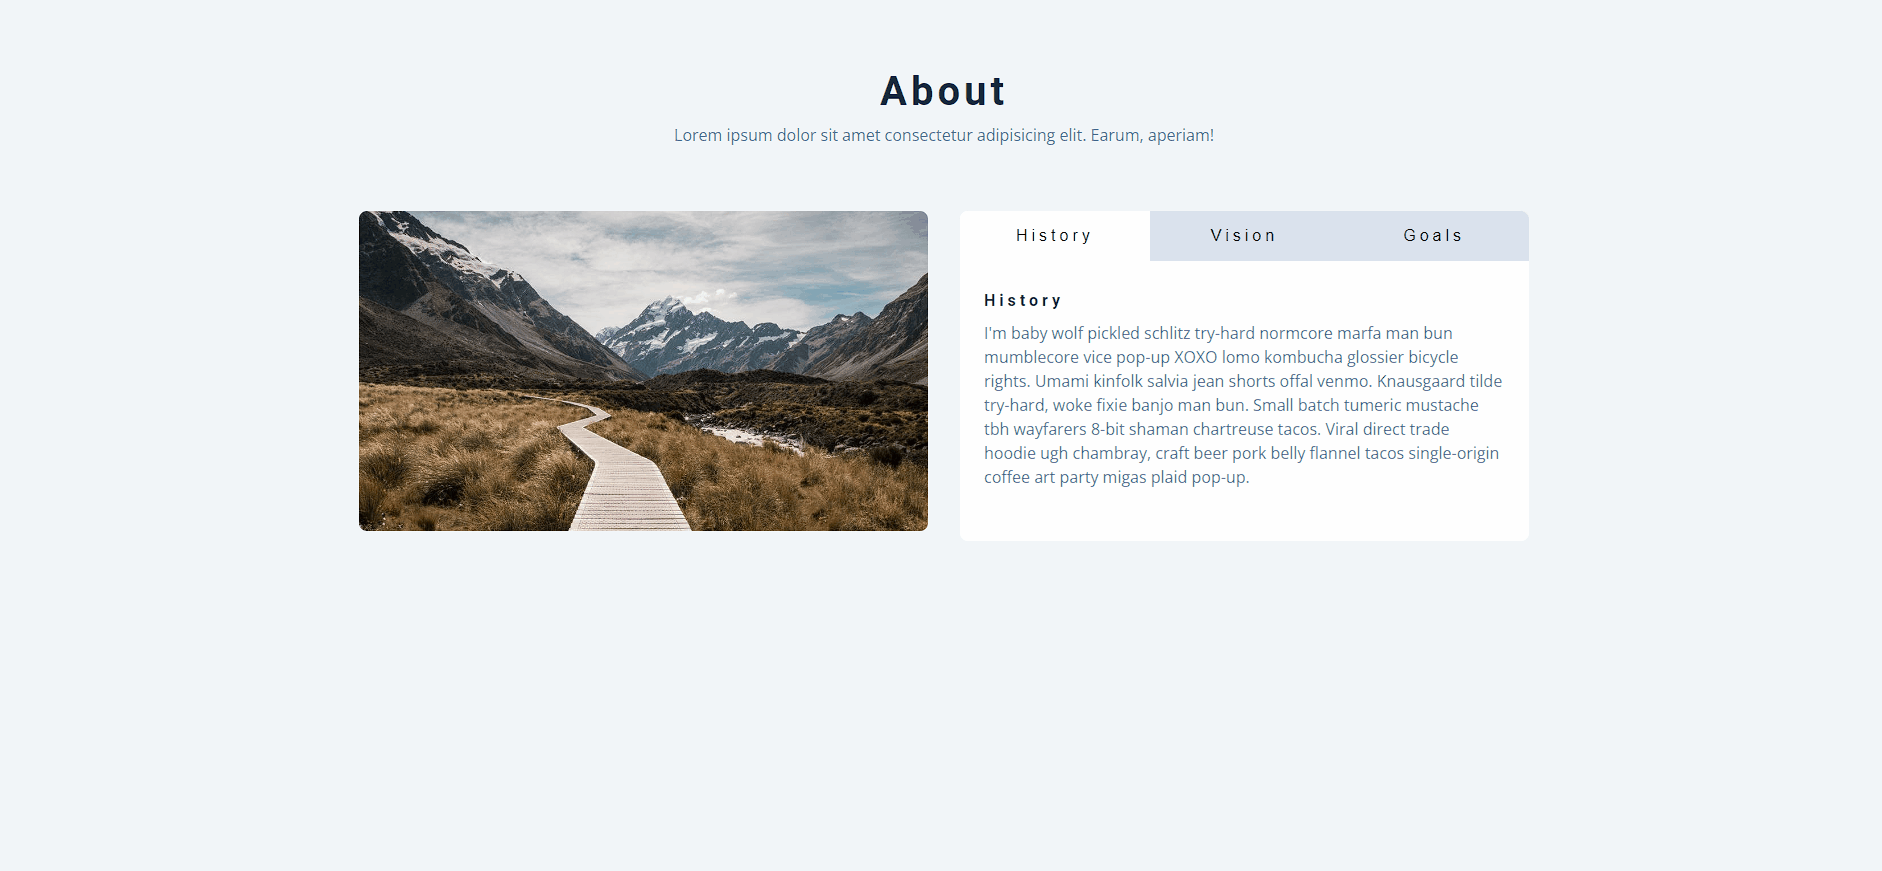 About
Lorem ipsum dolor sit amet consectetur adipisicing elit. Earum, aperiam!
History Vision Goals
History
I'm baby wolf pickled schlitz try-hard normcore marfa man bun
mumblecore vice pop-up XOXO lomo kombucha glossier bicycle
rights. Umami kinfolk salvia jean shorts offal venmo. Knausgaard tilde
try-hard, woke fixie banjo man bun. Small batch tumeric mustache
tbh wayfarers 8-bit shaman chartreuse tacos. Viral direct trade
hoodie ugh chambray, craft beer pork belly flannel tacos single-origin
coffee art party migas plaid pop-up.